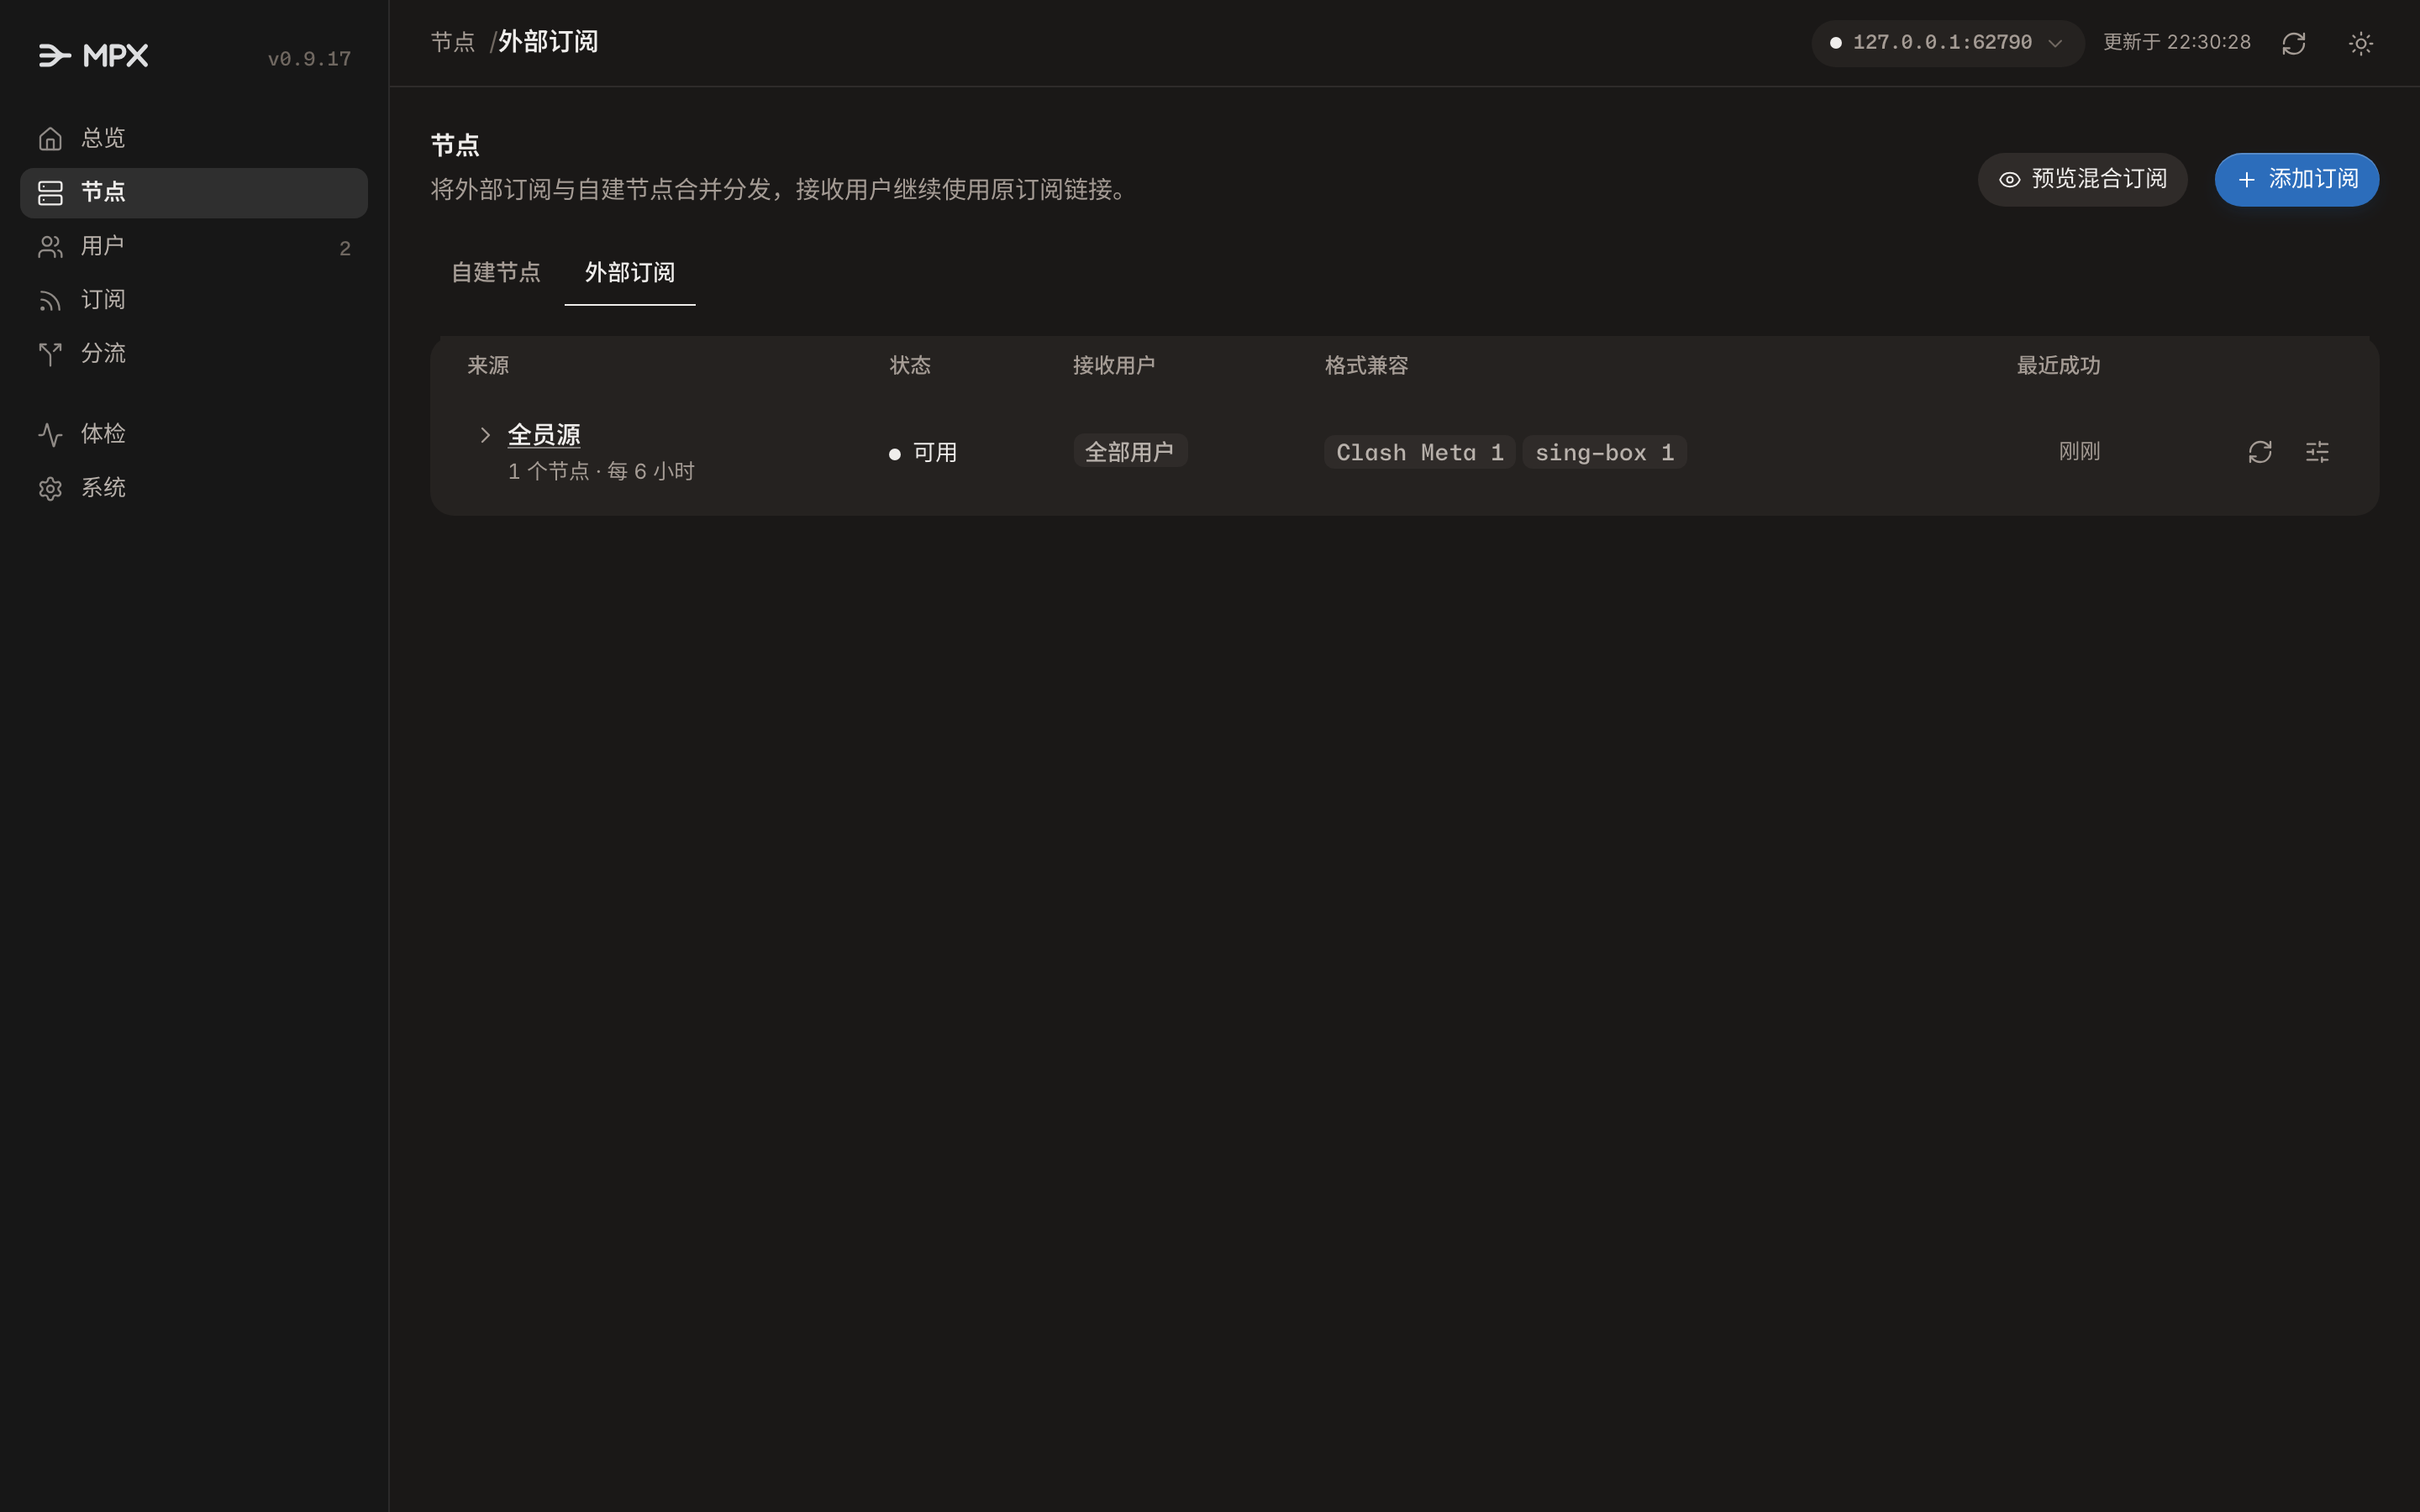 MPX
v0.9.17
总览
节点
用户 2
订阅
分流
体检
系统
节点 /外部订阅
127.0.0.1:62790
更新于 22:30:28
节点
将外部订阅与自建节点合并分发，接收用户继续使用原订阅链接。
预览混合订阅
添加订阅
自建节点 外部订阅
来源 状态 接收用户 格式兼容 最近成功
全员源
1 个节点 · 每 6 小时
可用
全部用户
Clash Meta 1 sing-box 1
刚刚